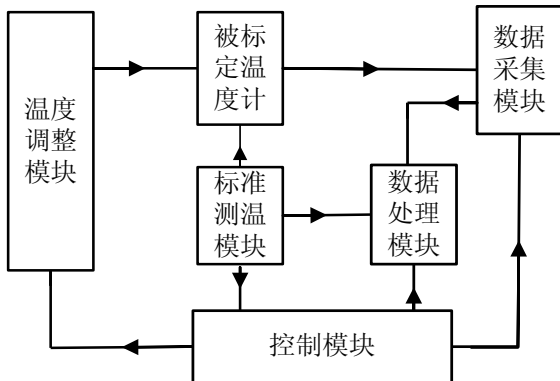 温度
调整
模块
被标
定温
度计
数据
采集
模块
标准
测温
模块
数据
处理
模块
控制模块